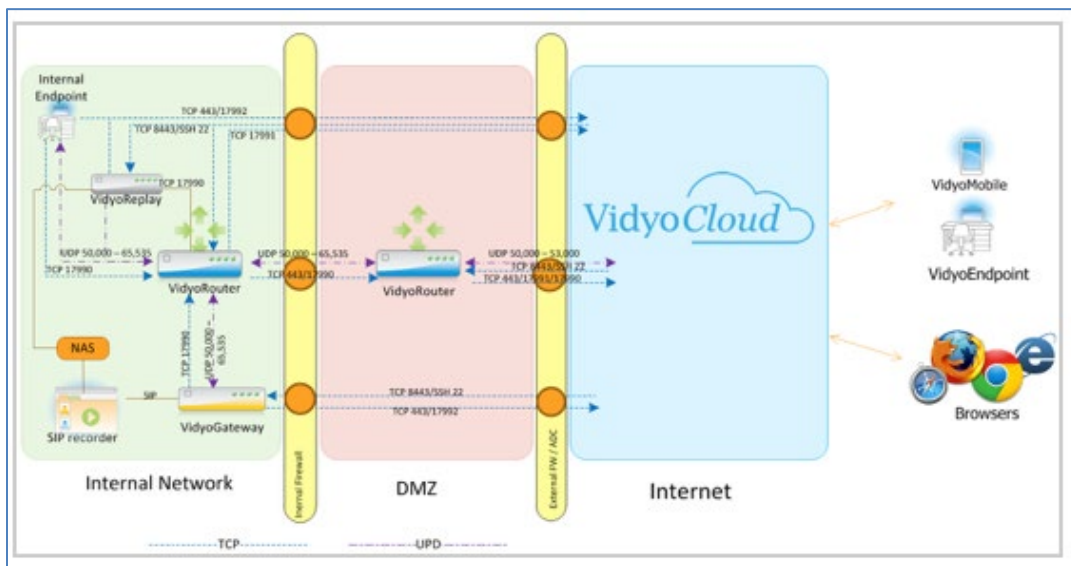 Internal
Endpoint
TCP 443/17992
TCP 8443/SSH 22
TCP 17991
TCP 17990
VidyoReplay
UDP 50,000 – 65,535
TCP 17990
VidyoRouter
UDP 50,000 – 65,535
TCP 443/17990
VidyoRouter
UDP 50,000 – 53,000
TCP 8443/SSH 22
TCP 443/17991/17990
VidyoCloud
VidyoMobile
VidyoEndpoint
Browsers
NAS
TCP 17990
UDP 50,000 –
65,535
SIP
SIP recorder
VidyoGateway
TCP 8443/SSH 22
TCP 443/17992
Internal Network
Inernal Firewall
DMZ
External FW / ADC
Internet
TCP
UPD